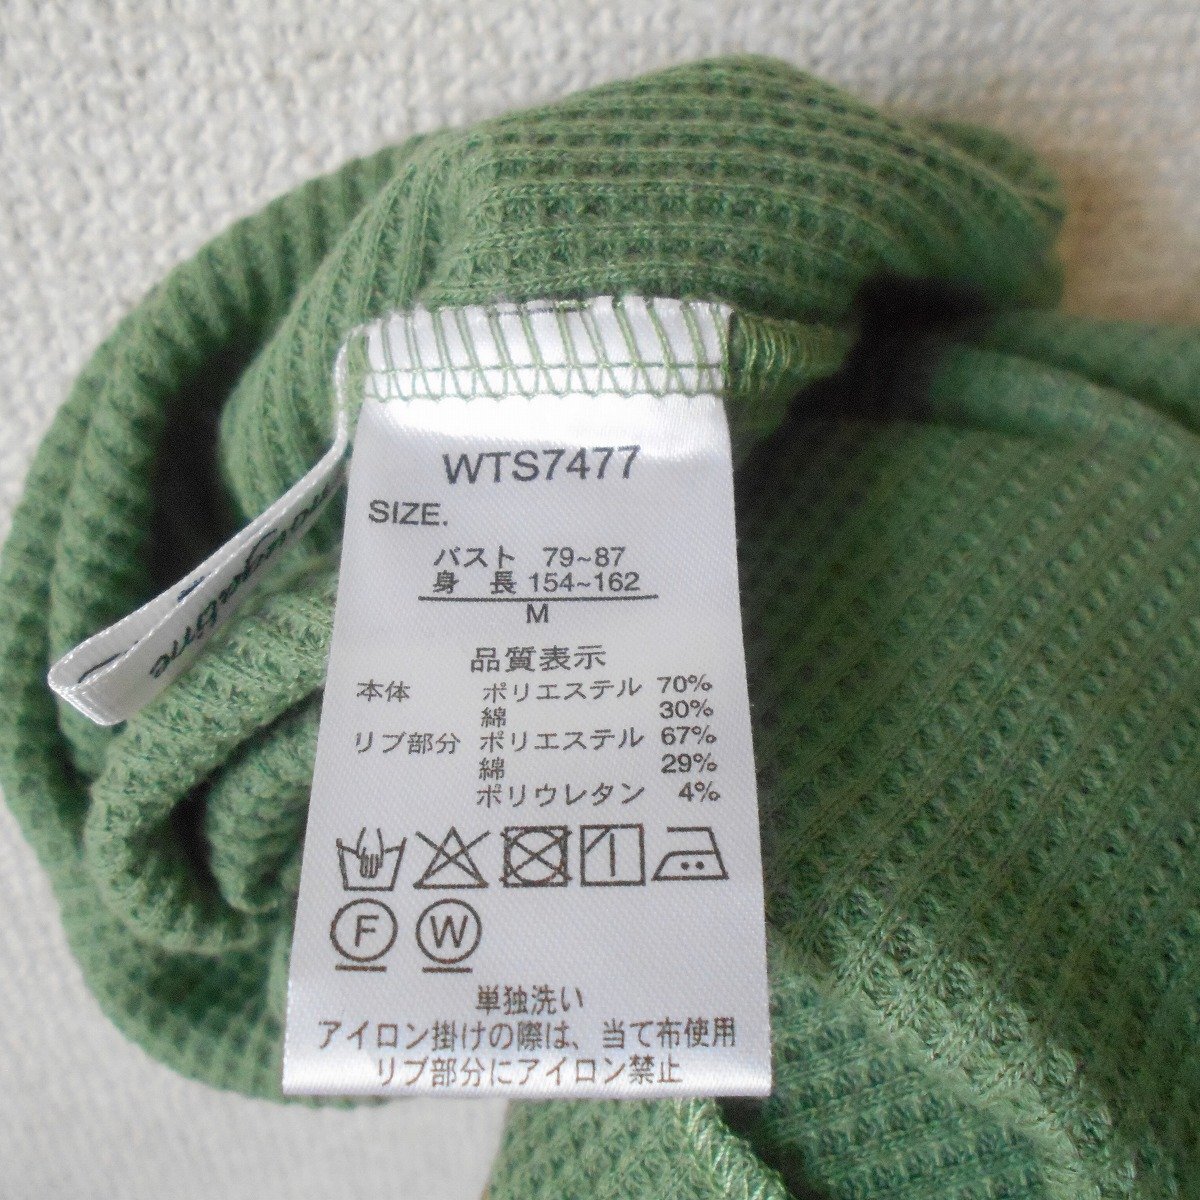 WTS7477
SIZE.
バスト 79~87
身 長 154~162
M
品質表示
本体 ポリエステル 70%
綿 30%
リブ部分 ポリエステル 67%
綿 29%
ポリウレタン 4%
F W
単独洗い
アイロン掛けの際は、当て布使用
リブ部分にアイロン禁止